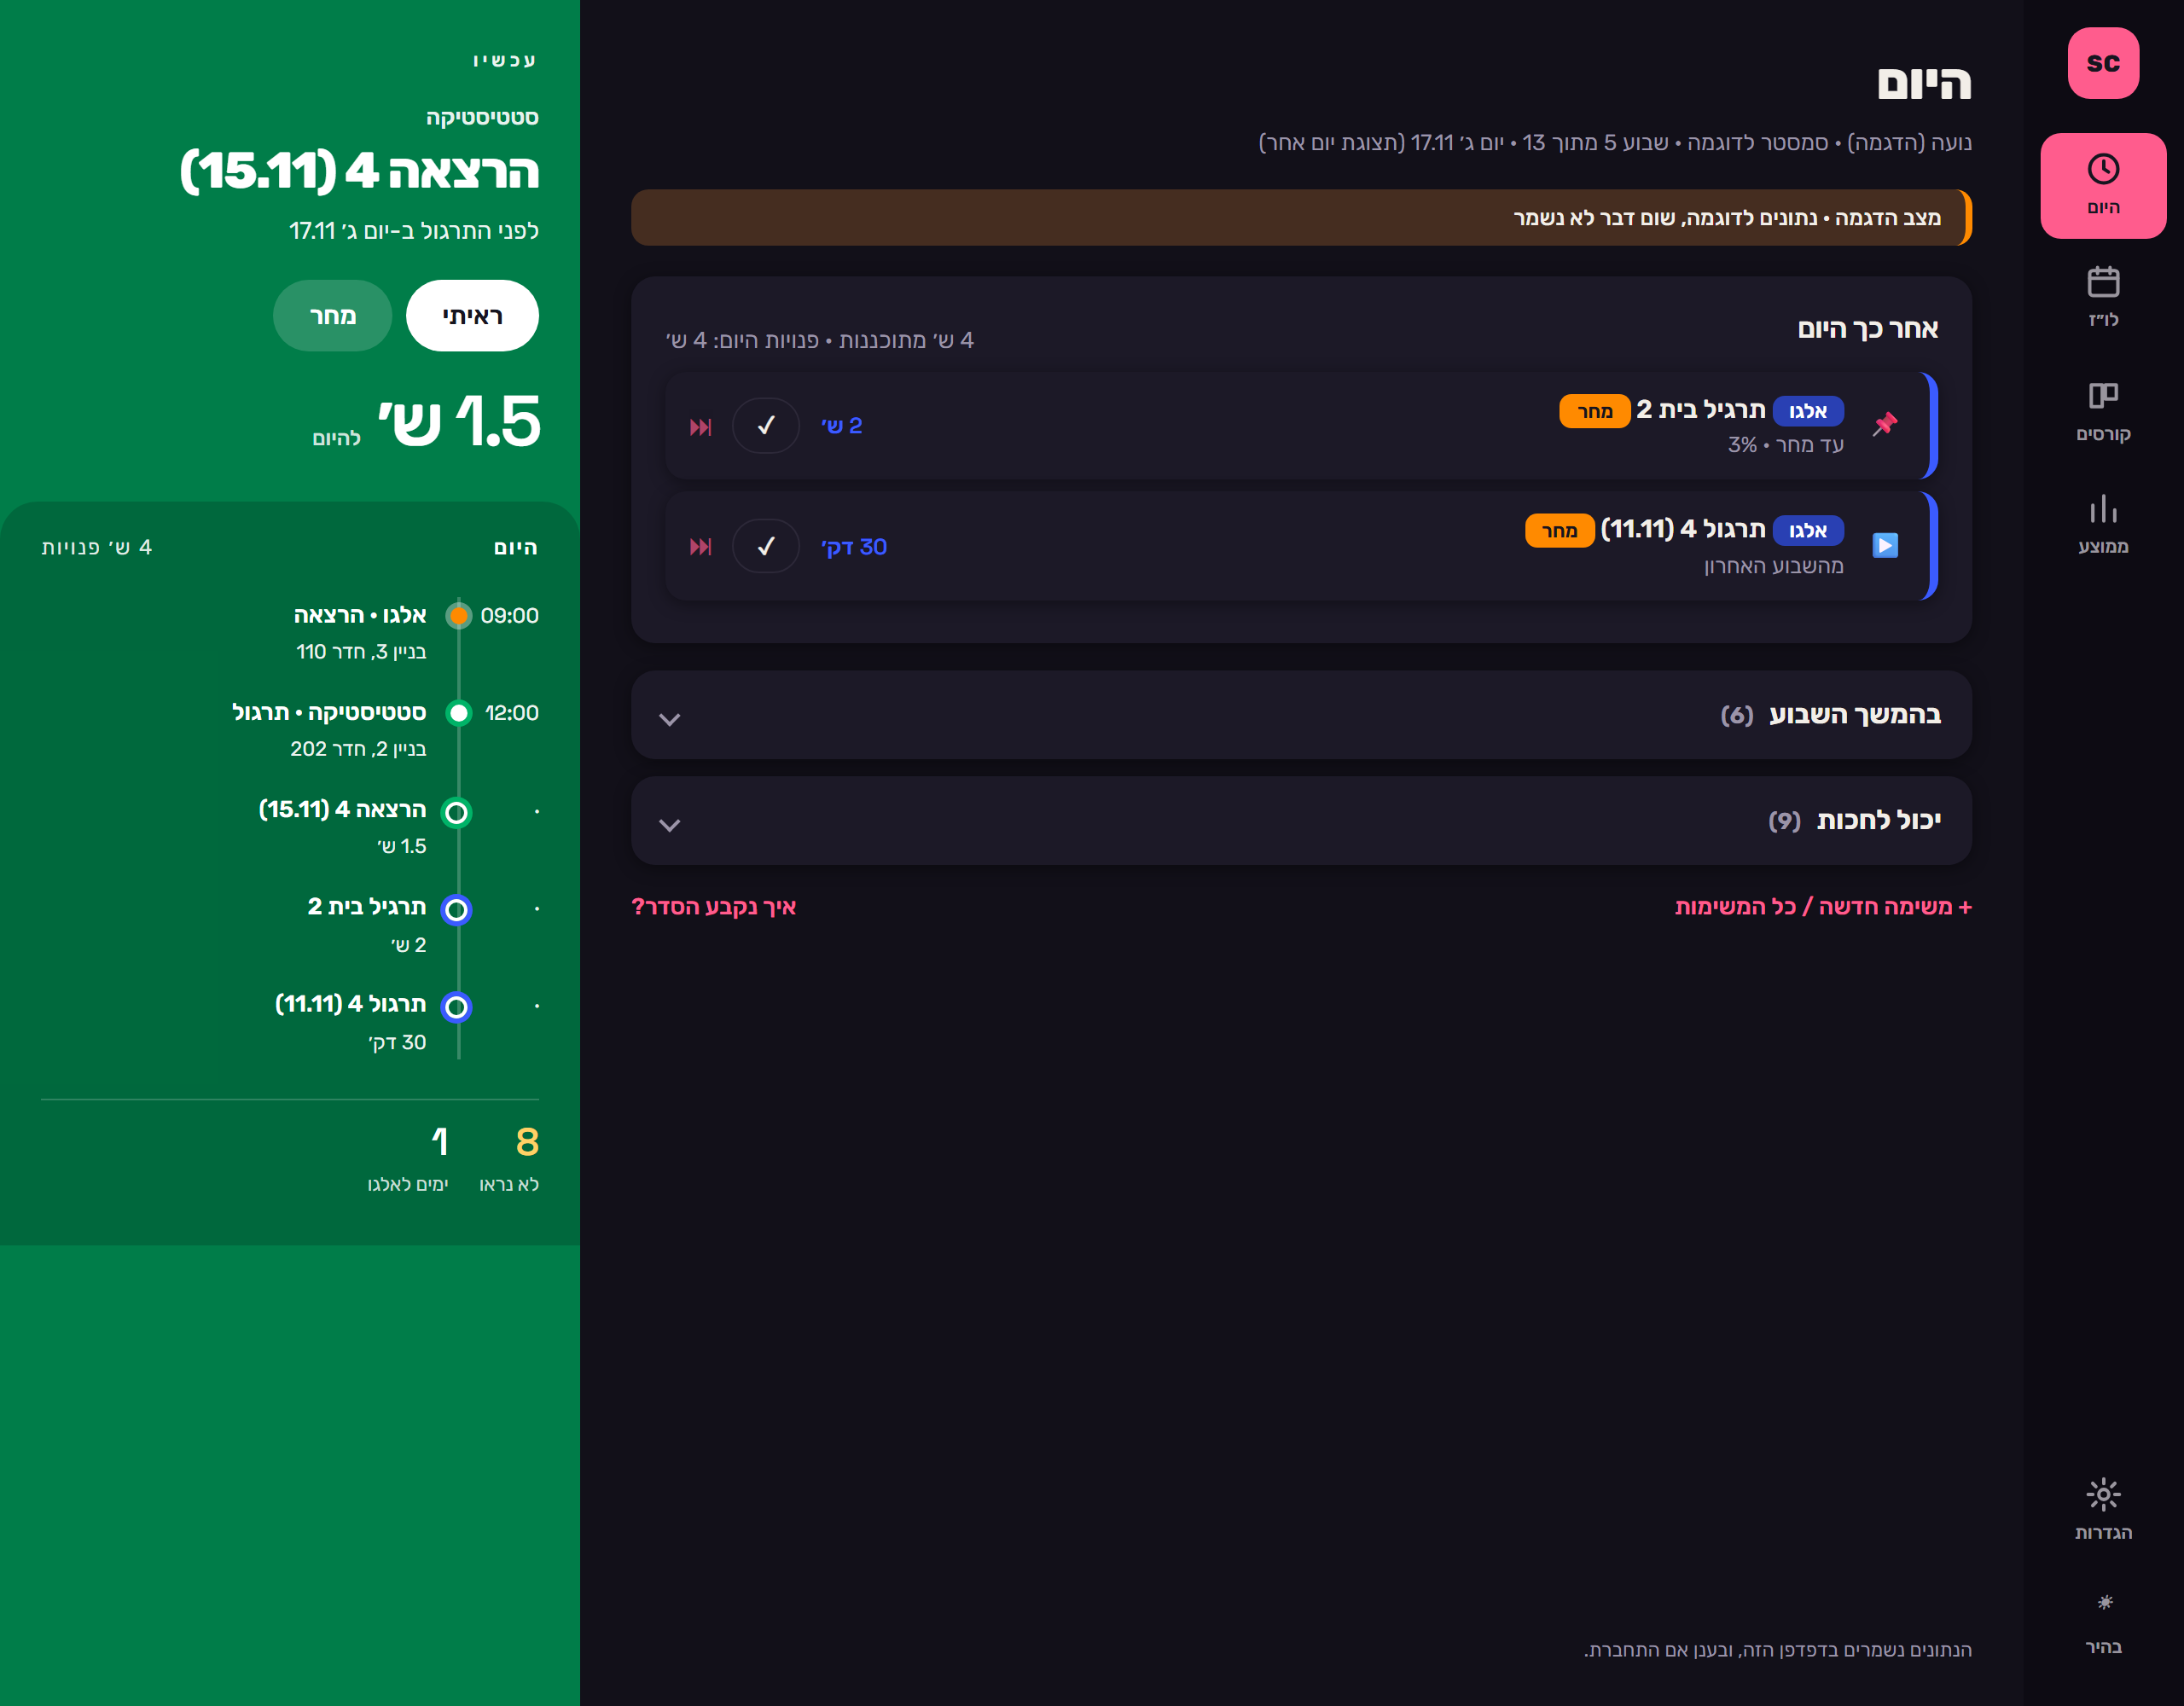 SC
היום
לו״ז
קורסים
ממוצע
הגדרות
בהיר
היום
נועה (הדגמה) • סמסטר לדוגמה • שבוע 5 מתוך 13 • יום ג׳ 17.11 (תצוגת יום אחר)
מצב הדגמה • נתונים לדוגמה, שום דבר לא נשמר
אחר כך היום
4 ש׳ מתוכננות • פנויות היום: 4 ש׳
אלגו תרגיל בית 2 מחר
עד מחר • 3%
2 ש׳
אלגו תרגול 4 (11.11) מחר
מהשבוע האחרון
30 דק׳
בהמשך השבוע (6)
יכול לחכות (9)
+ משימה חדשה / כל המשימות
איך נקבע הסדר?
הנתונים נשמרים בדפדפן הזה, ובענן אם התחברת.
עכשיו
סטטיסטיקה
הרצאה 4 (15.11)
לפני התרגול ב-יום ג׳ 17.11
ראיתי
מחר
1.5 ש׳ להיום
היום
4 ש׳ פנויות
09:00 אלגו • הרצאה
בניין 3, חדר 110
12:00 סטטיסטיקה • תרגול
בניין 2, חדר 202
• הרצאה 4 (15.11)
1.5 ש׳
• תרגיל בית 2
2 ש׳
• תרגול 4 (11.11)
30 דק׳
8
לא נראו
1
ימים לאלגו